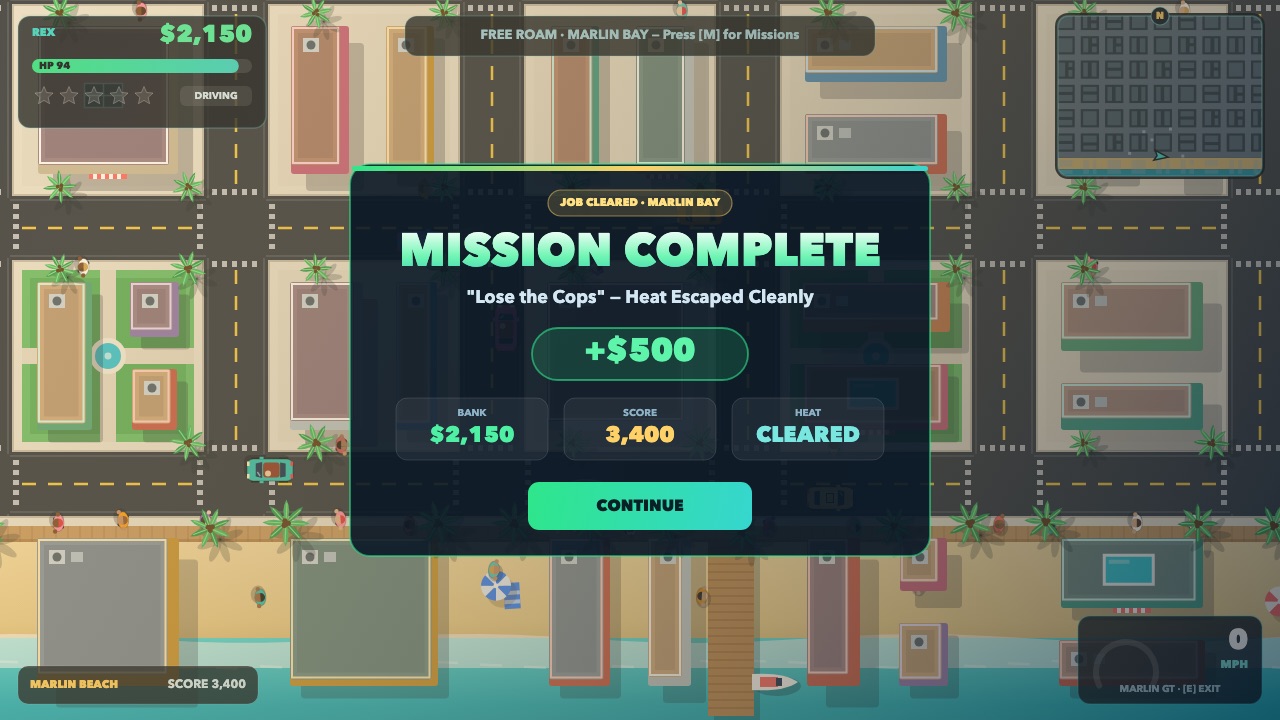 REX
$2,150
HP 94
DRIVING
FREE ROAM · MARLIN BAY – Press [M] for Missions
N
JOB CLEARED · MARLIN BAY
MISSION COMPLETE
"Lose the Cops" – Heat Escaped Cleanly
+$500
BANK
$2,150
SCORE
3,400
HEAT
CLEARED
CONTINUE
MARLIN BEACH
SCORE 3,400
0
MPH
MARLIN GT · [E] EXIT